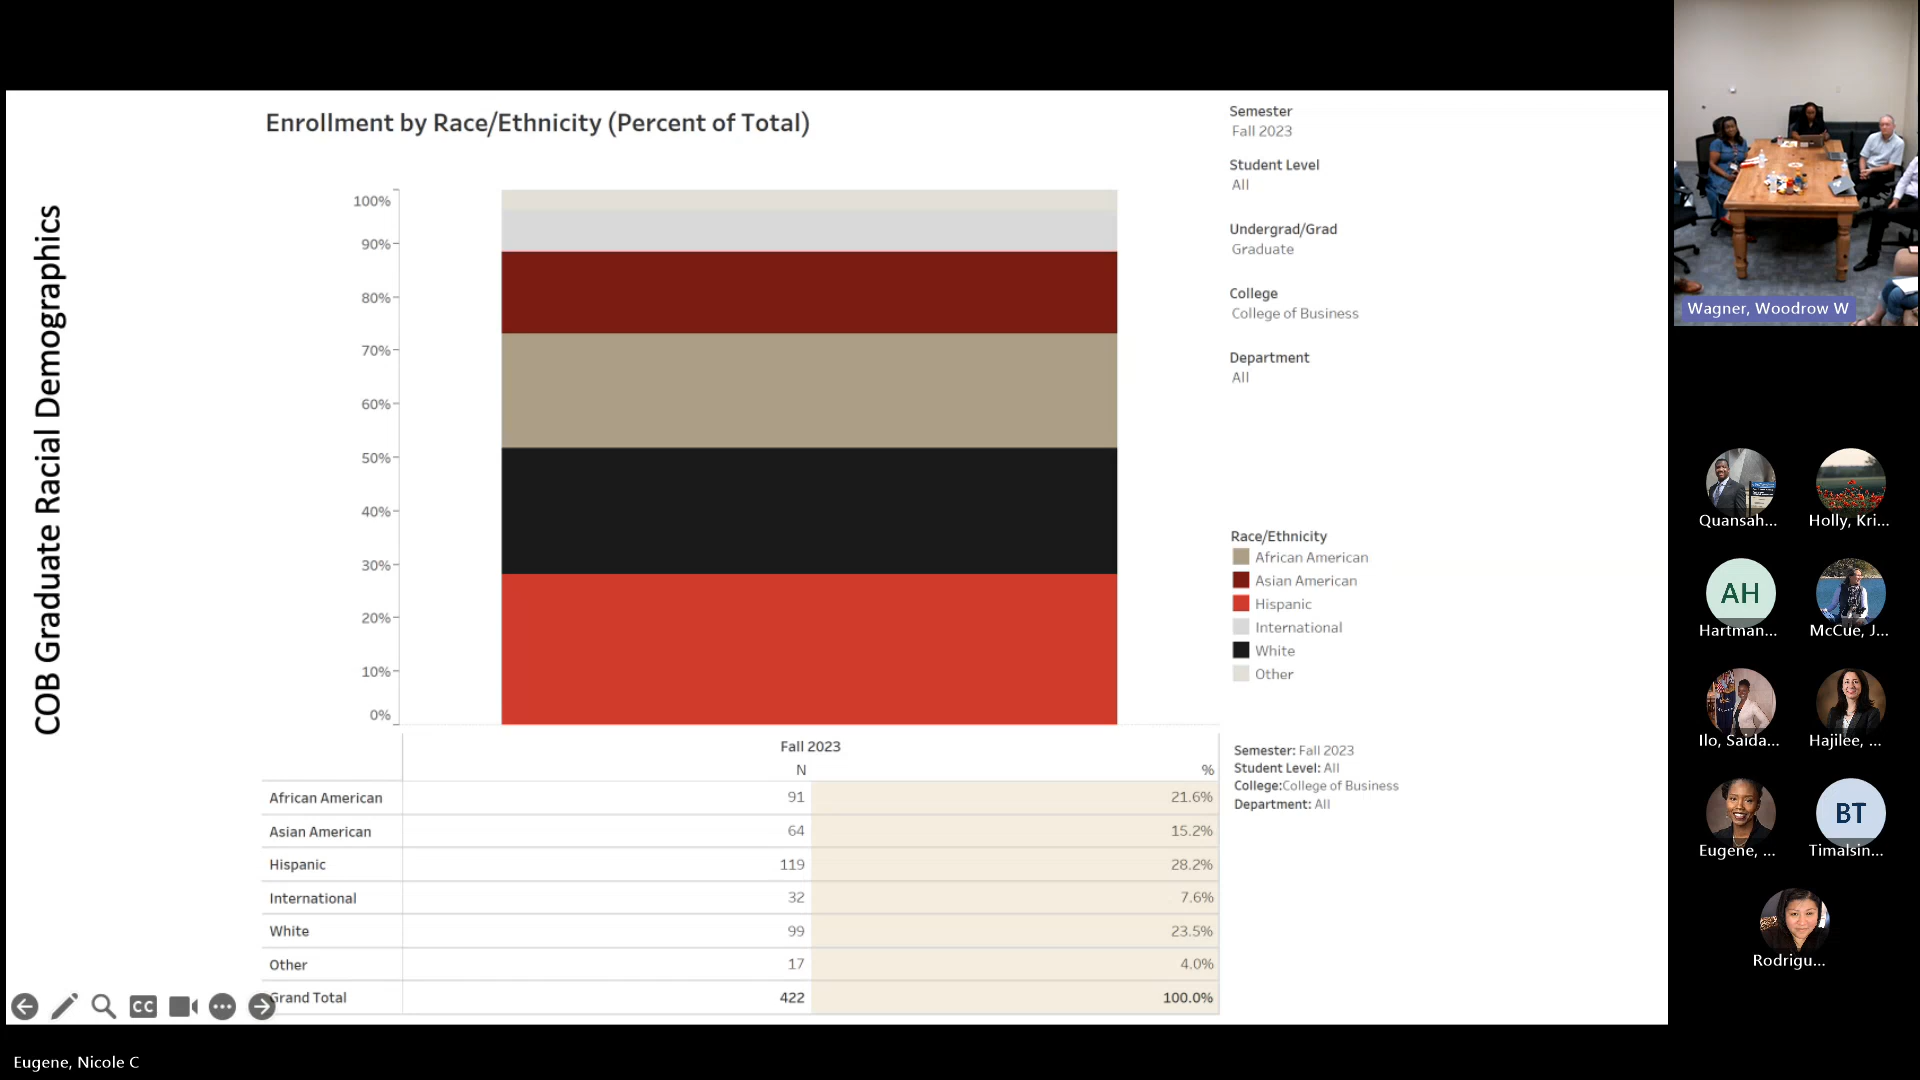 COB Graduate Racial Demographics
Enrollment by Race/Ethnicity (Percent of Total)
100%
90%
80%
70%
60%
50%
40%
30%
20%
10%
0%
Semester
Fall 2023
Student Level
All
Undergrad/Grad
Graduate
College
College of Business
Department
All
Race/Ethnicity
African American
Asian American
Hispanic
International
White
Other
Fall 2023
N %
African American 91 21.6%
Asian American 64 15.2%
Hispanic 119 28.2%
International 32 7.6%
White 99 23.5%
Other 17 4.0%
Grand Total 422 100.0%
Semester: Fall 2023
Student Level: All
College:College of Business
Department: All
CC
Eugene, Nicole C
Wagner, Woodrow W
Quansah...
Holly, Kri...
AH
Hartman...
McCue, J...
Ilo, Saida...
Hajilee, ...
Eugene, ...
BT
Timalsin...
Rodrigu...